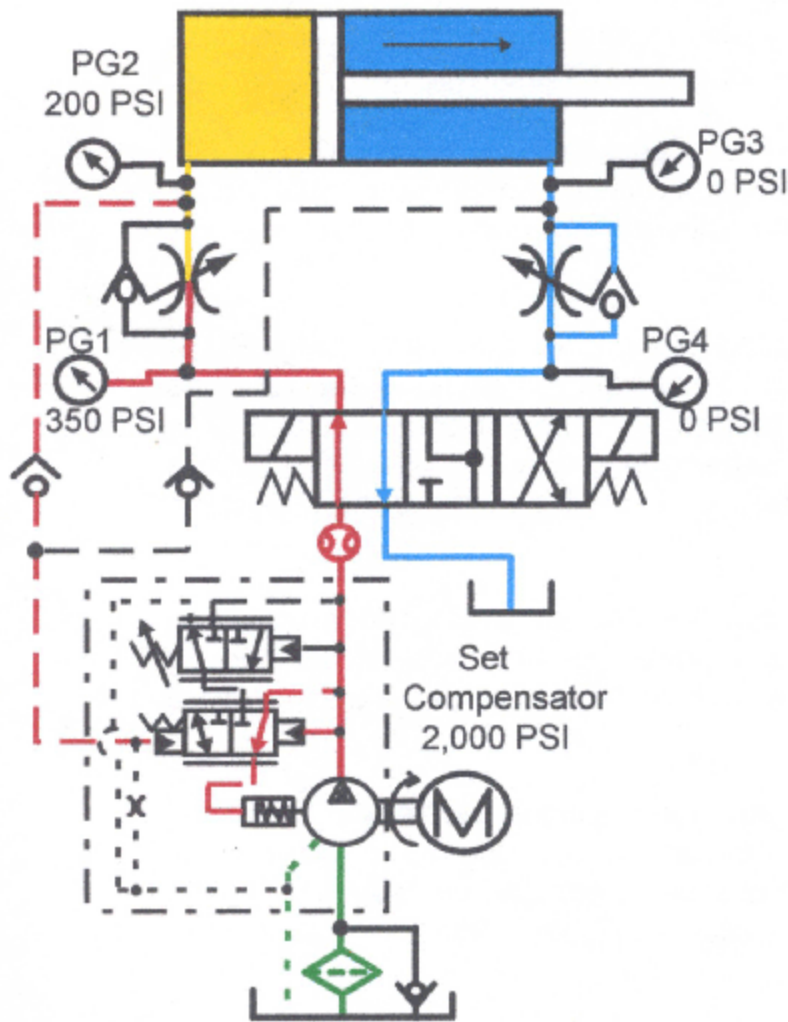 PG2
200 PSI
PG3
0 PSI
PG1
350 PSI
PG4
0 PSI
Set
Compensator
2,000 PSI
X
M